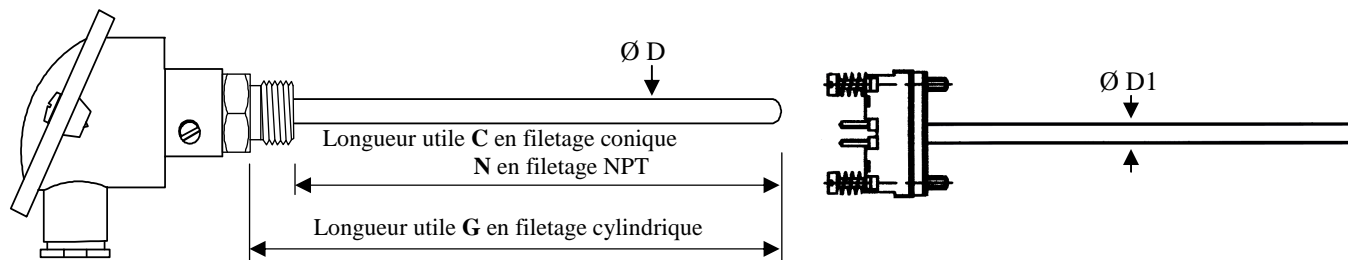 Ø D
Ø D1
Longueur utile C en filetage conique
N en filetage NPT
Longueur utile G en filetage cylindrique